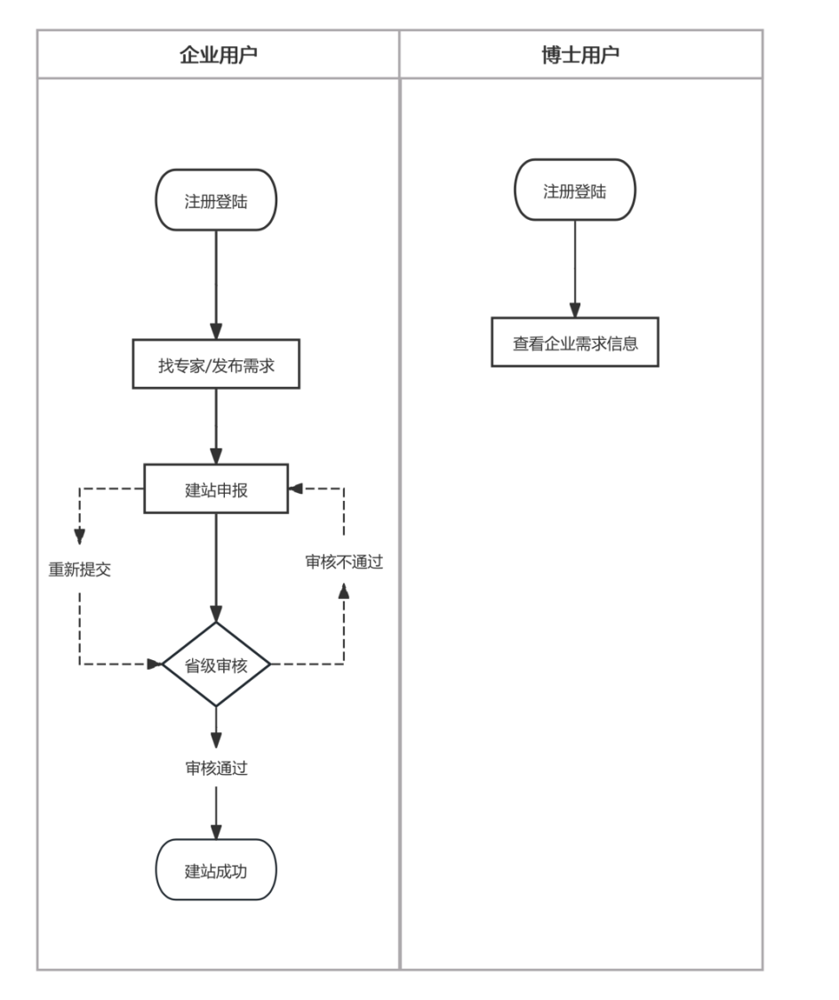 企业用户
博士用户
注册登陆
注册登陆
查看企业需求信息
找专家/发布需求
建站申报
重新提交
审核不通过
省级审核
审核通过
建站成功